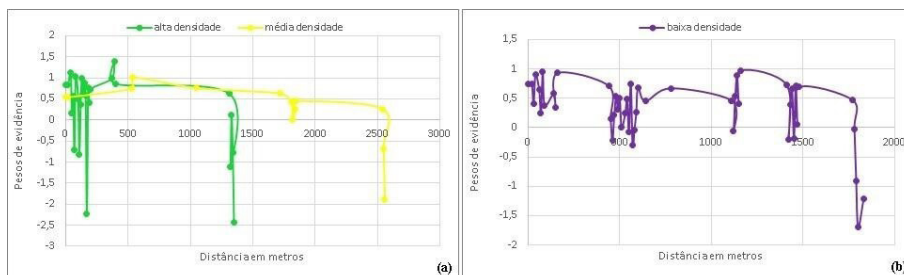 alta densidade média densidade
2
1,5
1
0,5
0
-0,5
-1
-1,5
-2
-2,5
-3
0 500 1000 1500 2000 2500 3000
Pesos de evidência
Distância em metros
(a)
baixa densidade
1,5
1
0,5
0
-0,5
-1
-1,5
-2
0 500 1000 1500 2000
Pesos de evidência
Distância em metros
(b)